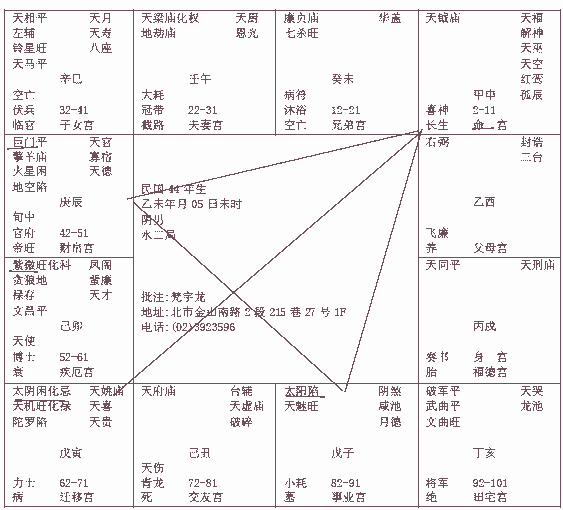 天相平 天月
左辅 天寿
铃星旺 八座
天马平
辛巳
空亡
伏兵 32-41
临官 子女宫
天梁庙化权 天厨
地劫庙 恩光
壬午
大耗
冠带 22-31
截路 夫妻宫
廉贞庙 华盖
七杀旺
癸未
病符
沐浴 12-21
空亡 兄弟宫
天钺庙 天福
解神
天巫
天空
红鸾
甲申 孤辰
喜神 2-11
长生 命 宫
巨门平 天官
擎羊庙 寡宿
火星闲 天德
地空陷
庚辰
旬中
官府 42-51
帝旺 财帛宫
民国 44 年生
乙未年月 05 日未时
阴男
水二局
批注:梵宇龙
地址:北市金山南路 2 段 215 巷 27 号 1F
电话:(02)3923596
右弼 封诰
三台
乙酉
飞廉
养 父母宫
紫微旺化科 凤阁
贪狼地 蜚廉
禄存 天才
文昌平
己卯
天使
博士 52-61
衰 疾厄宫
天同平 天刑庙
丙戌
奏书 身 宫
胎 福德宫
太阴闲化忌 天姚庙
天机旺化禄 天喜
陀罗陷 天贵
戊寅
力士 62-71
病 迁移宫
天府庙 台辅
天虚庙
破碎
己丑
天伤
青龙 72-81
死 交友宫
太阳陷 阴煞
天魁旺 咸池
月德
戊子
小耗 82-91
墓 事业宫
破军平 天哭
武曲平 龙池
文曲旺
丁亥
将军 92-101
绝 田宅宫